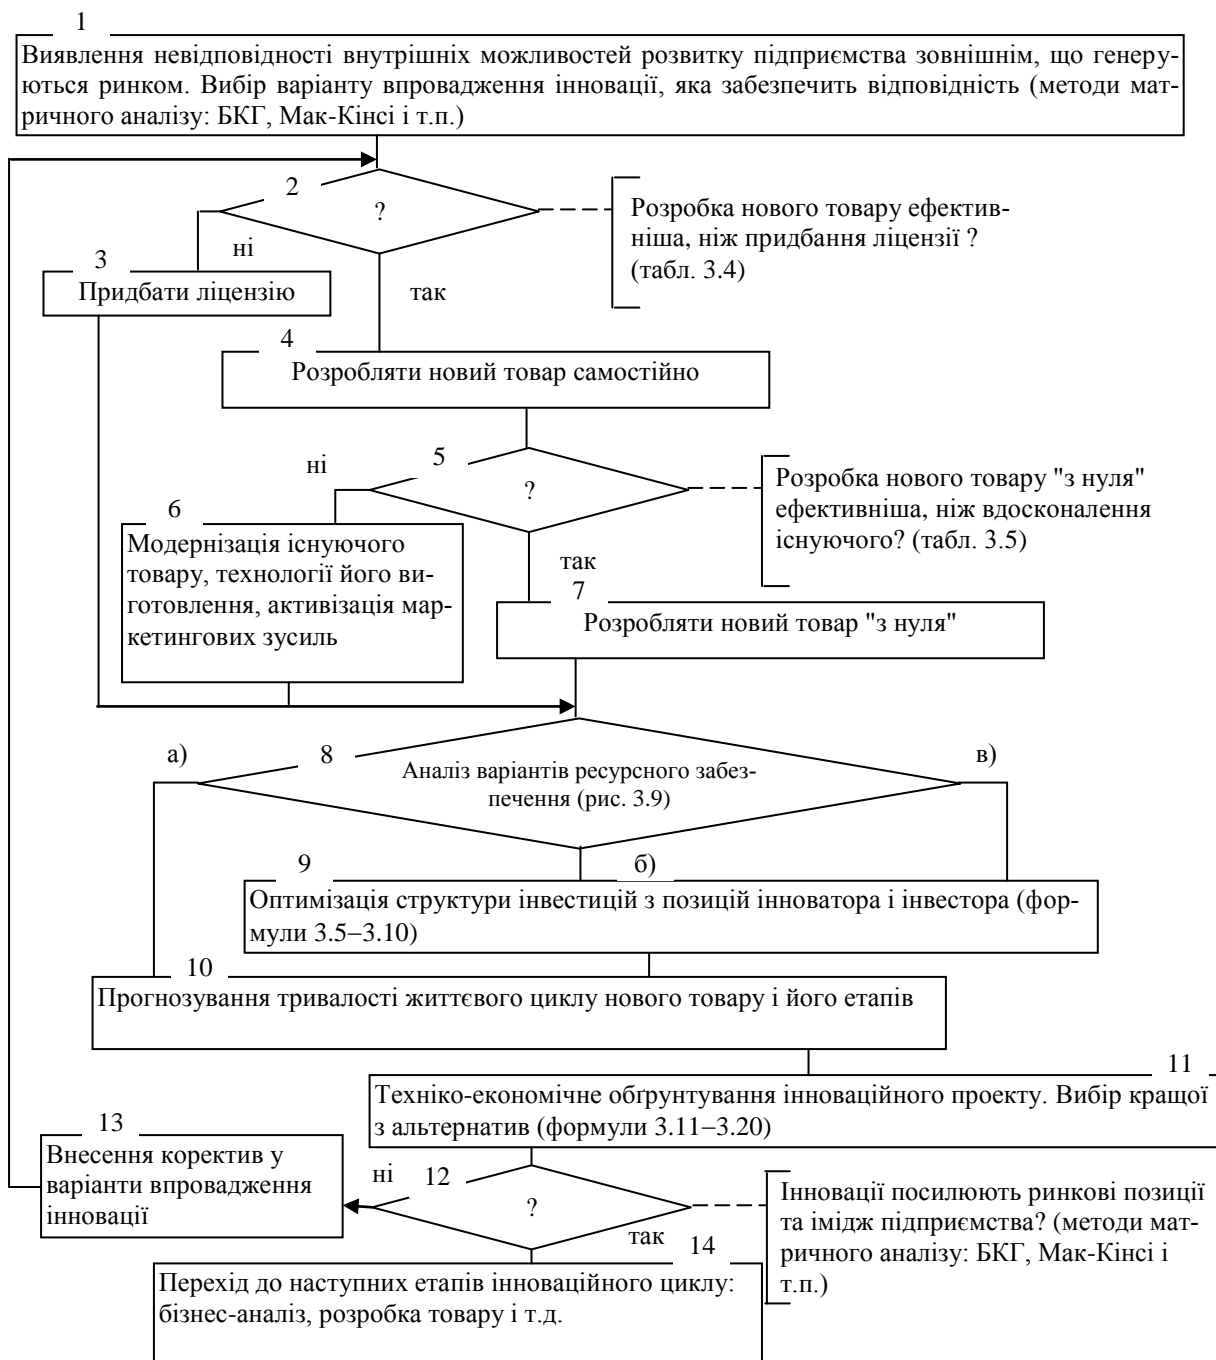 1
Виявлення невідповідності внутрішніх можливостей розвитку підприємства зовнішнім, що генеру-
ються ринком. Вибір варіанту впровадження інновації, яка забезпечить відповідність (методи мат-
ричного аналізу: БКГ, Мак-Кінсі і т.п.)
2
?
Розробка нового товару ефектив-
ніша, ніж придбання ліцензії ?
(табл. 3.4)
ні
3
Придбати ліцензію
так
4
Розробляти новий товар самостійно
ні
5
?
Розробка нового товару "з нуля"
ефективніша, ніж вдосконалення
існуючого? (табл. 3.5)
6
Модернізація існуючого
товару, технології його ви-
готовлення, активізація мар-
кетингових зусиль
так
7
Розробляти новий товар "з нуля"
а)
8
в)
Аналіз варіантів ресурсного забез-
печення (рис. 3.9)
9
б)
Оптимізація структури інвестицій з позицій інноватора і інвестора (фор-
мули 3.5–3.10)
10
Прогнозування тривалості життєвого циклу нового товару і його етапів
11
Техніко-економічне обґрунтування інноваційного проекту. Вибір кращої
з альтернатив (формули 3.11–3.20)
13
Внесення коректив у
варіанти впровадження
інновації
ні
12
?
Інновації посилюють ринкові позиції
та імідж підприємства? (методи мат-
ричного аналізу: БКГ, Мак-Кінсі і
т.п.)
так
14
Перехід до наступних етапів інноваційного циклу:
бізнес-аналіз, розробка товару і т.д.